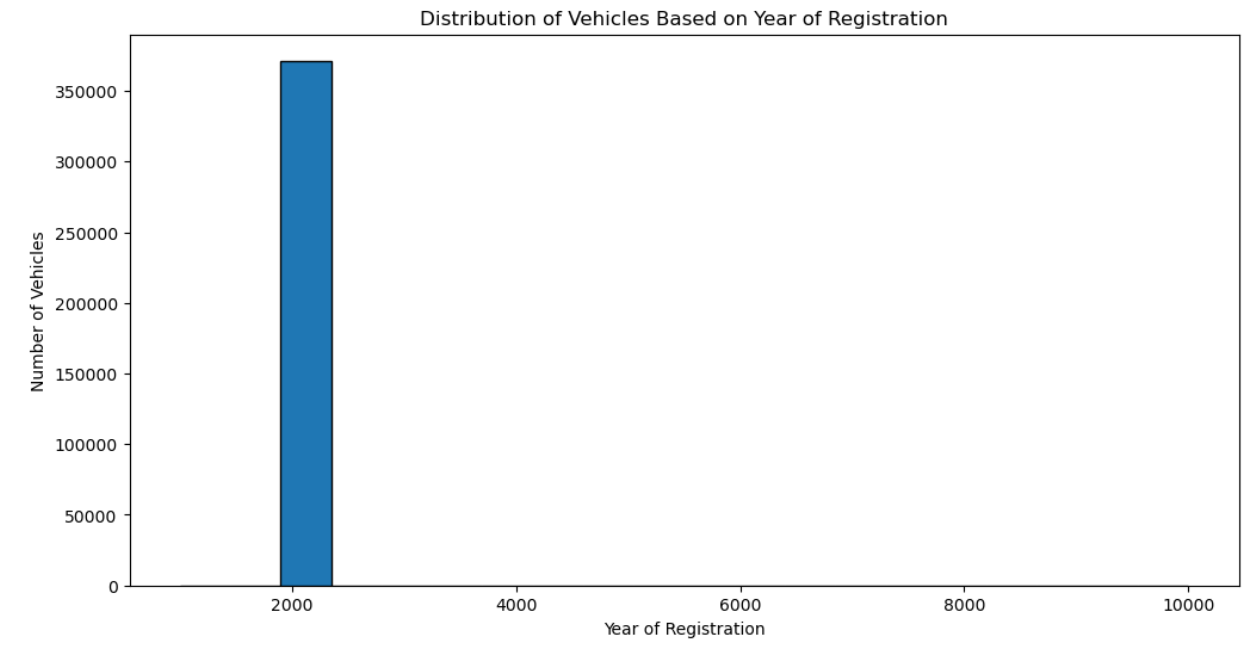 Distribution of Vehicles Based on Year of Registration
Number of Vehicles
350000
300000
250000
200000
150000
100000
50000
0
2000 4000 6000 8000 10000
Year of Registration